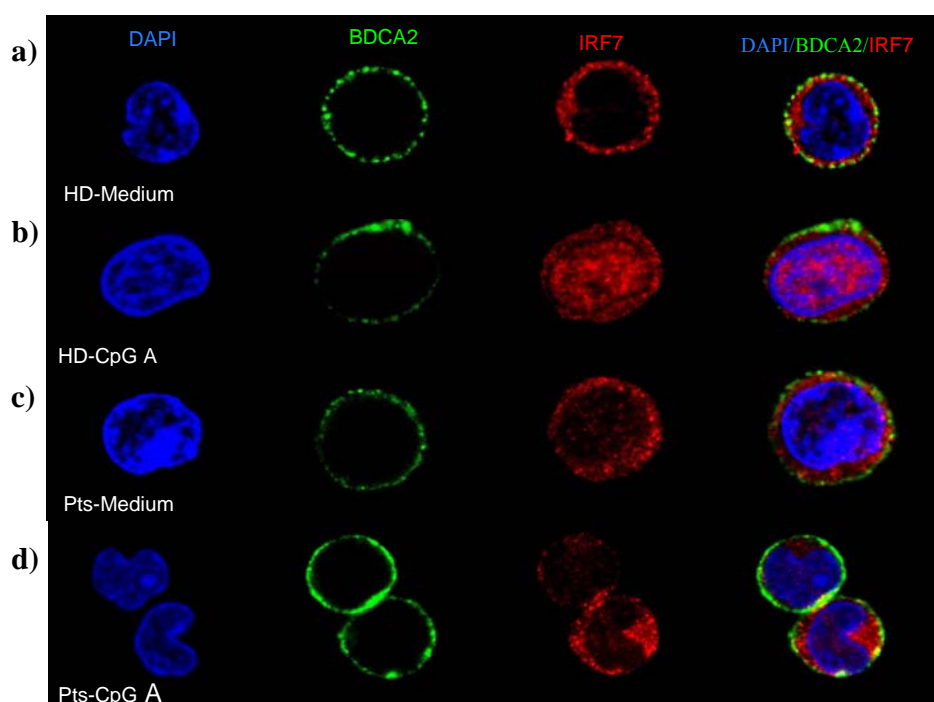 a) DAPI BDCA2 IRF7 DAPI/BDCA2/IRF7
HD-Medium
b)
HD-CpG A
c)
Pts-Medium
d)
Pts-CpG A